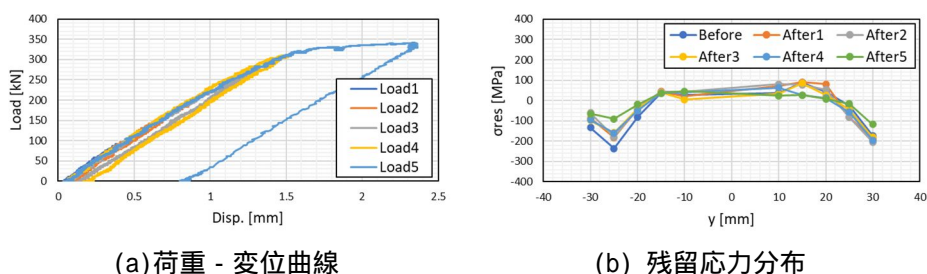 400
350
300
250
200
150
100
50
0
Load [kN]
Load1
Load2
Load3
Load4
Load5
0 0.5 1 1.5 2 2.5
Disp. [mm]
(a)荷重 - 変位曲線
400
300
200
100
0
-100
-200
-300
-400
σres [MPa]
Before After1 After2
After3 After4 After5
-40 -30 -20 -10 0 10 20 30 40
y [mm]
(b) 残留応力分布